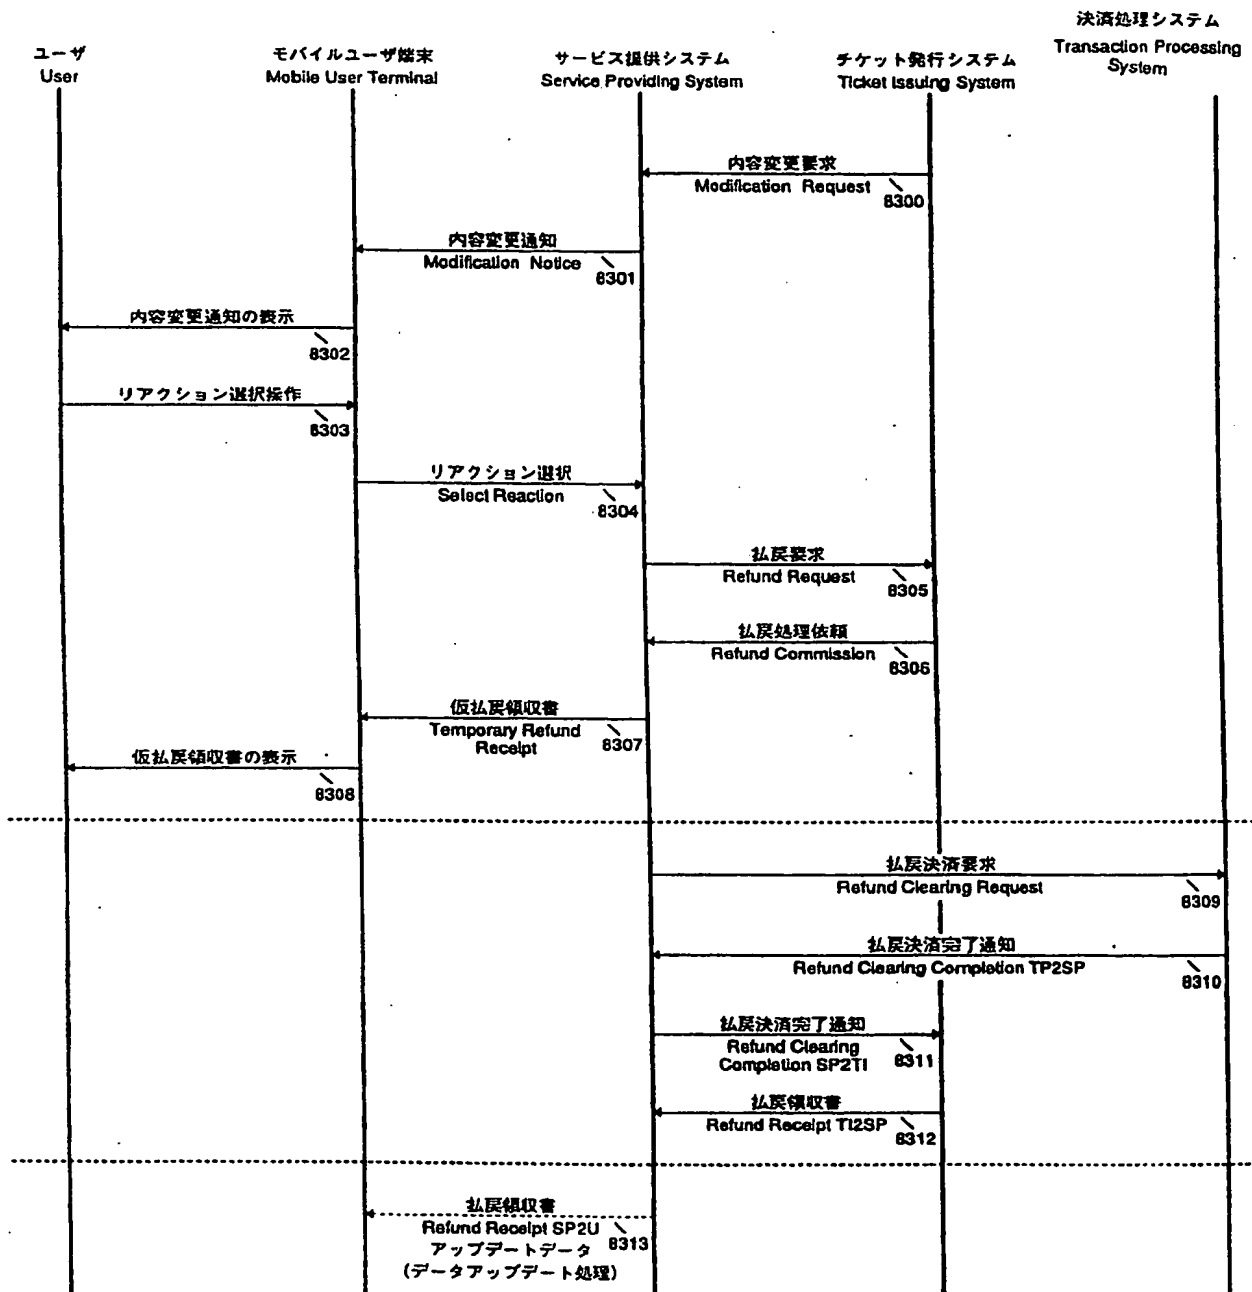 決済処理システム
Transaction Processing
System
ユーザ
User
モバイルユーザ端末
Mobile User Terminal
サービス提供システム
Service Providing System
チケット発行システム
Ticket Issuing System
内容変更要求
Modification Request
8300
内容変更通知
Modification Notice
8301
内容変更通知の表示
8302
リアクション選択操作
8303
リアクション選択
Select Reaction
8304
払戻要求
Refund Request
8305
払戻処理依頼
Refund Commission
8306
仮払戻領収書
Temporary Refund
Receipt
8307
仮払戻領収書の表示
8308
払戻決済要求
Refund Clearing Request
8309
払戻決済完了通知
Refund Clearing Completion TP2SP
8310
払戻決済完了通知
Refund Clearing
Completion SP2TI
8311
払戻領収書
Refund Receipt TI2SP
8312
払戻領収書
Refund Receipt SP2U
8313
アップデートデータ
(データアップデート処理)